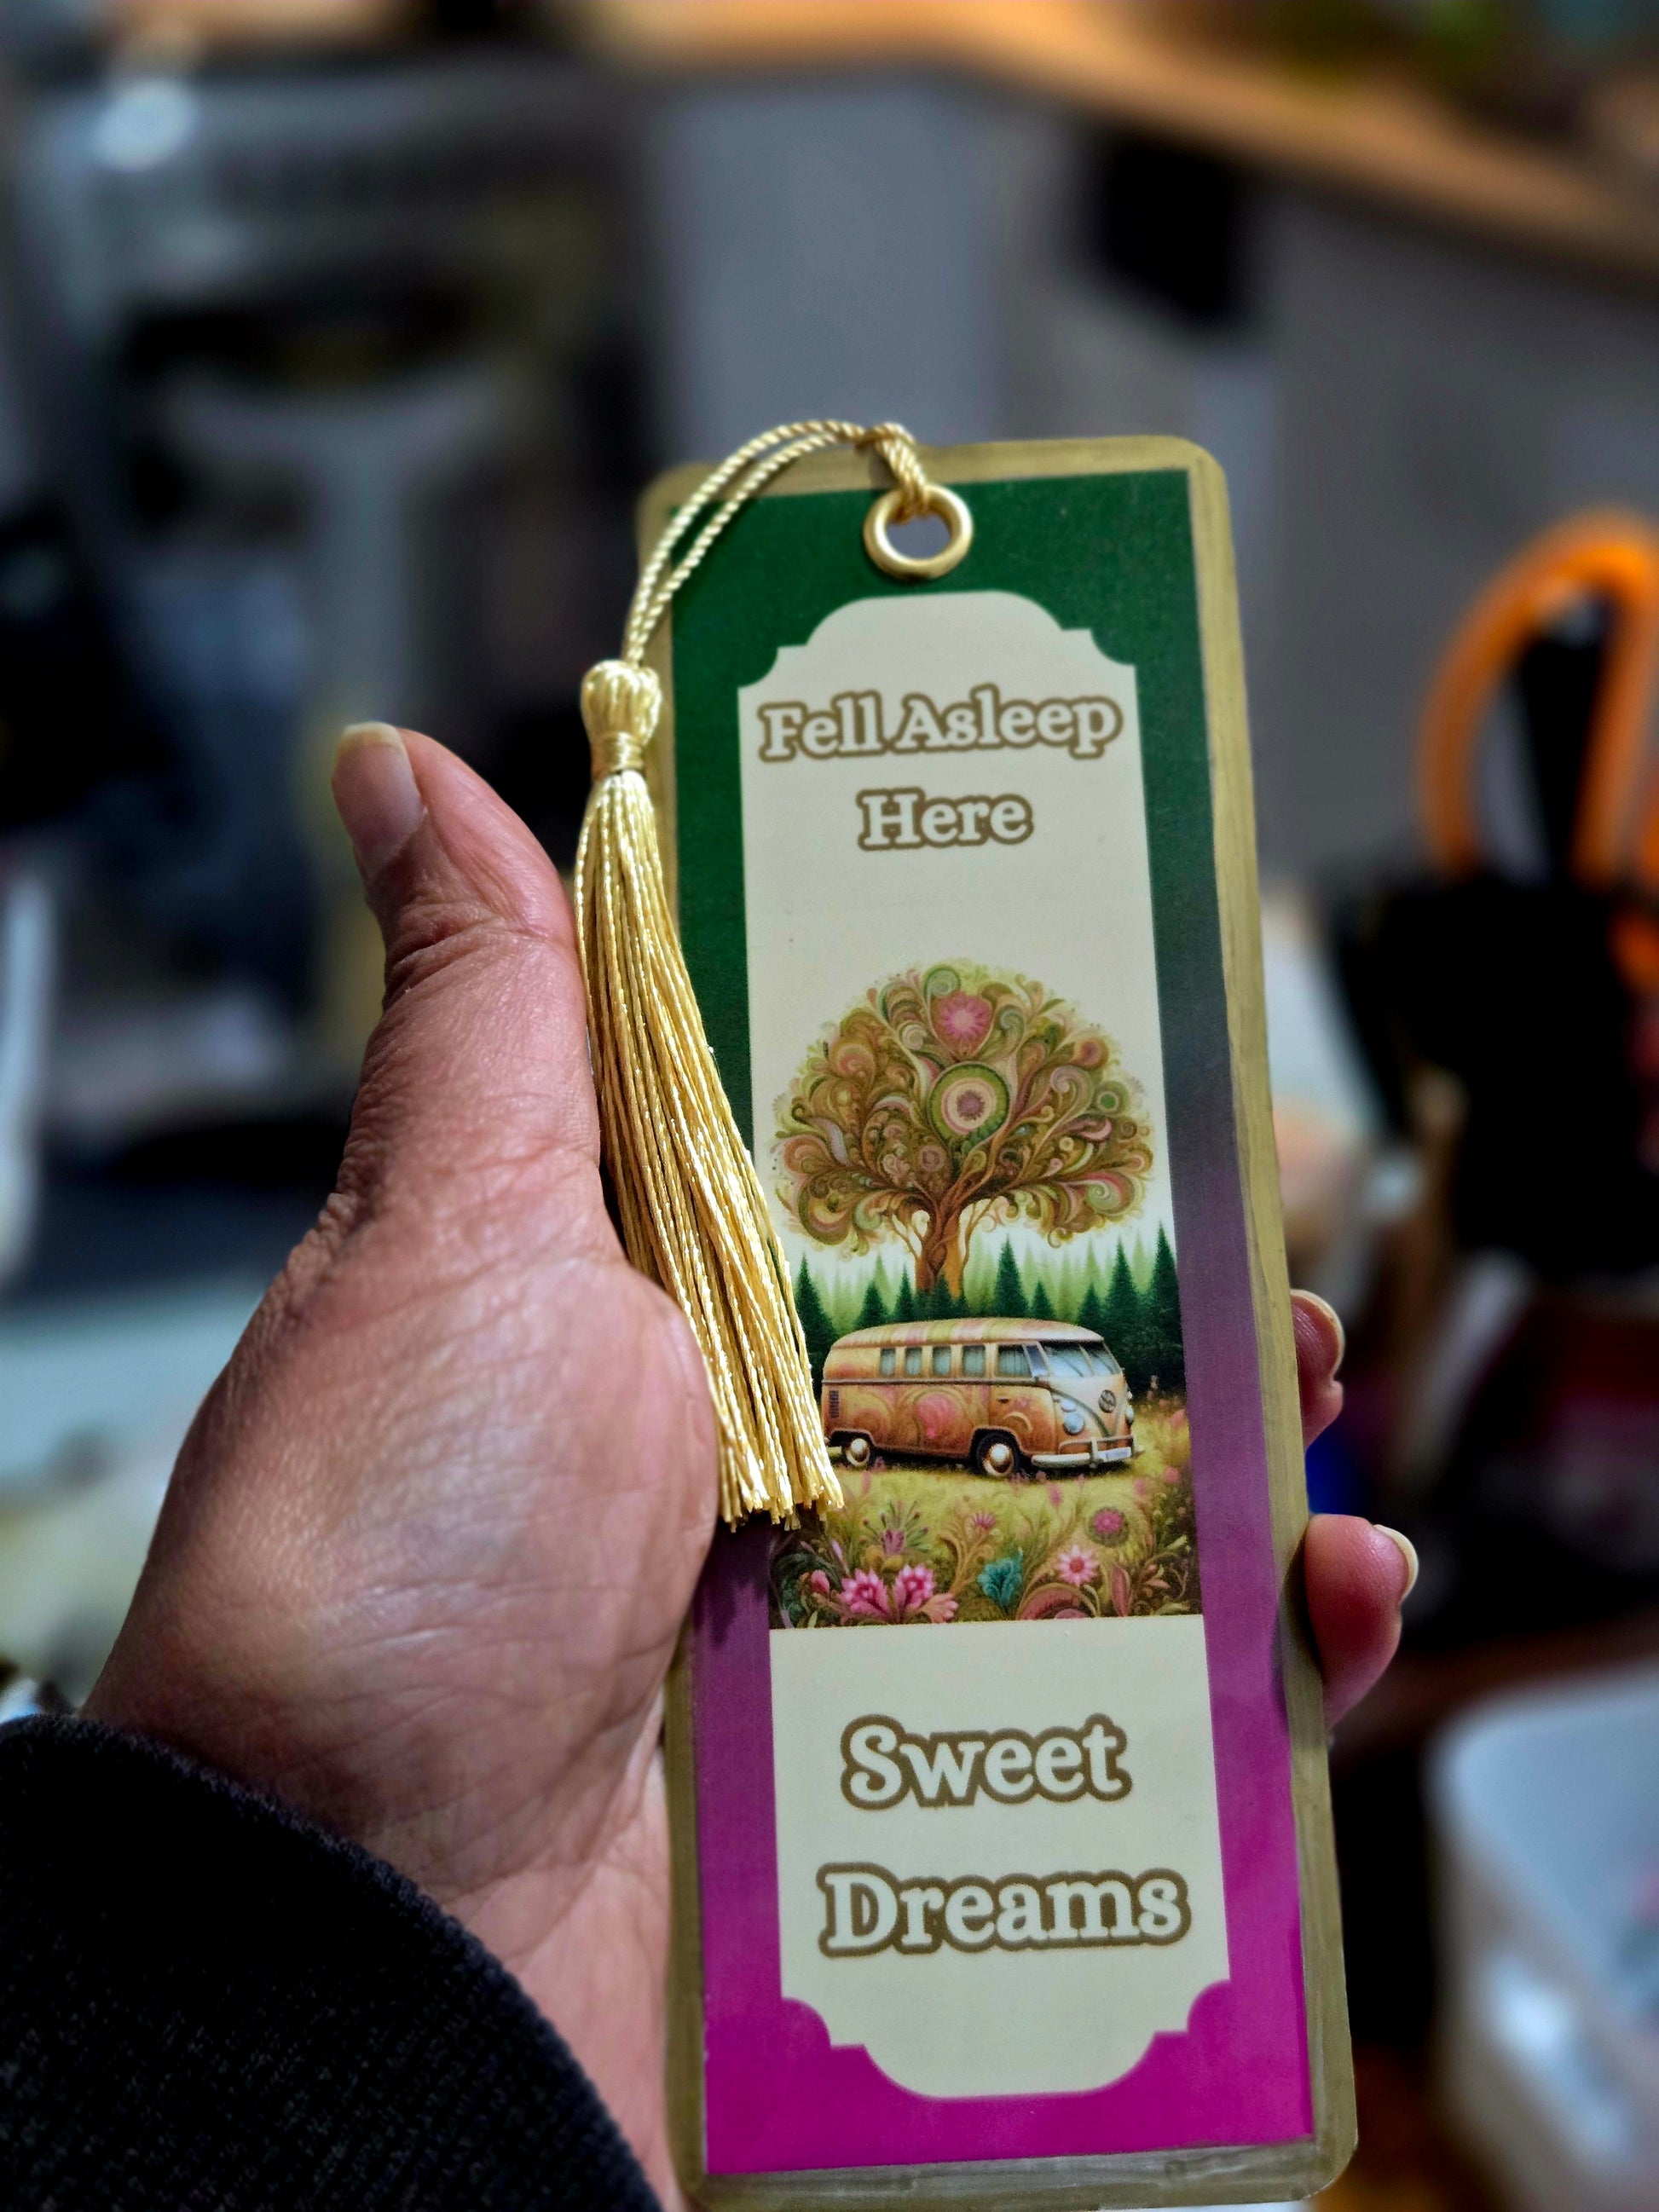 Fell Asleep
Here
Sweet
Dreams